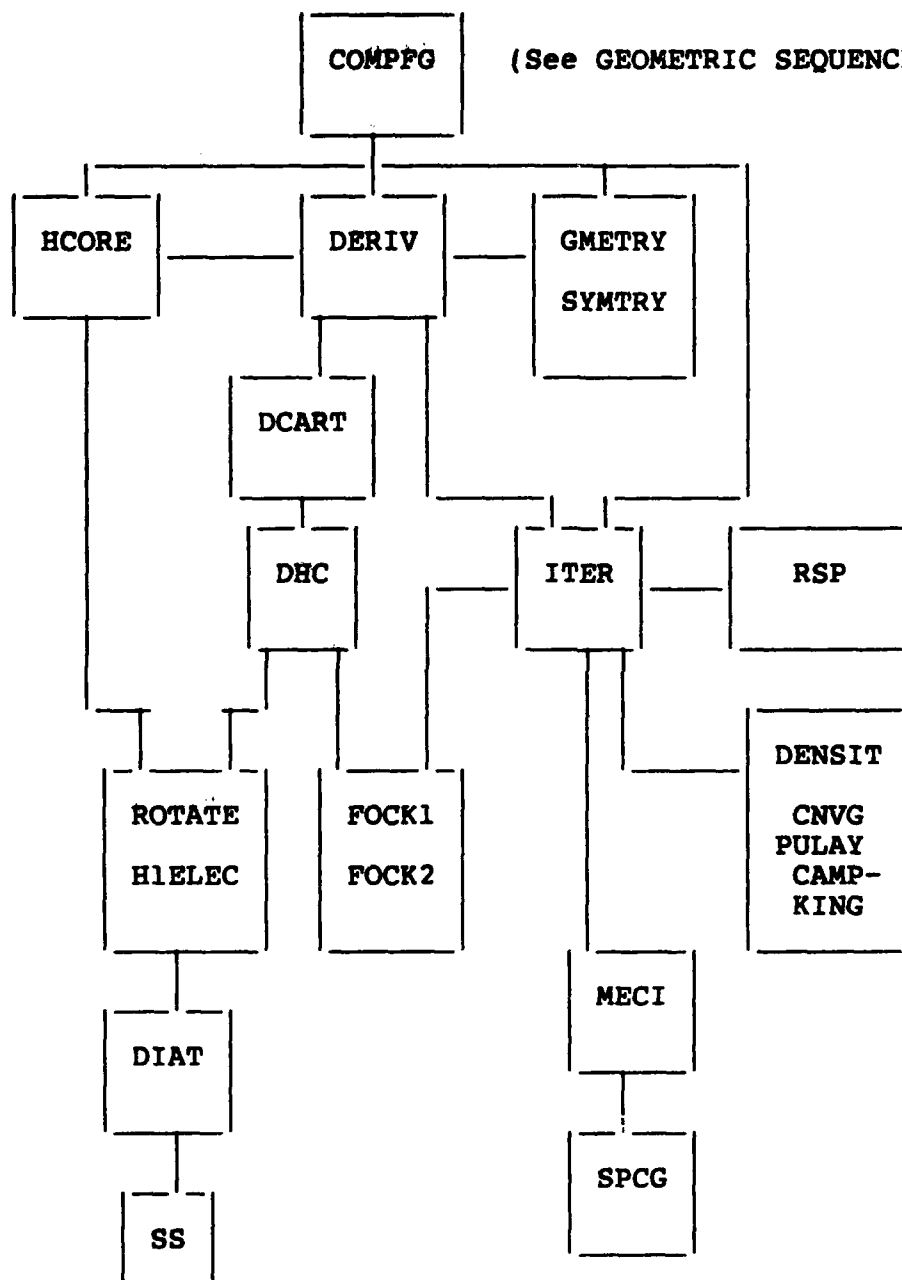 COMPFG (See GEOMETRIC SEQUENC
HCORE DERIV GMETRY
SYMTRY
DCART
DHC ITER RSP
DENSIT
ROTATE FOCK1 CNVG
PULAY
H1ELEC FOCK2 CAMP-
KING
MECI
DIAT
SPCG
SS